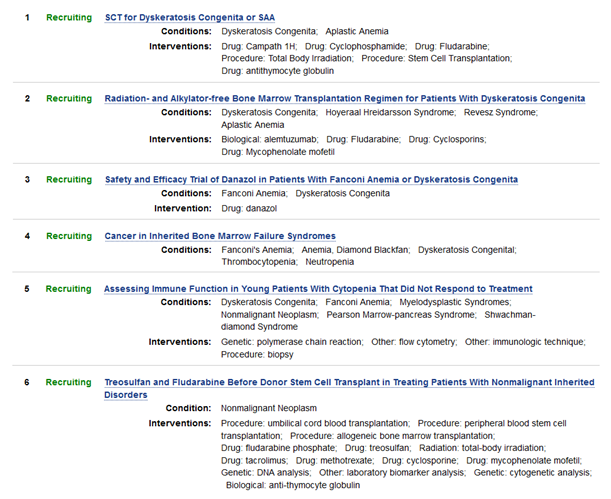 1 Recruiting SCT for Dyskeratosis Congenita or SAA
Conditions: Dyskeratosis Congenita; Aplastic Anemia
Interventions: Drug: Campath 1H; Drug: Cyclophosphamide; Drug: Fludarabine;
Procedure: Total Body Irradiation; Procedure: Stem Cell Transplantation;
Drug: antithymocyte globulin
2 Recruiting Radiation- and Alkylator-free Bone Marrow Transplantation Regimen for Patients With Dyskeratosis Congenita
Conditions: Dyskeratosis Congenita; Hoyeraal Hreidarsson Syndrome; Revesz Syndrome;
Aplastic Anemia
Interventions: Biological: alemtuzumab; Drug: Fludarabine; Drug: Cyclosporins;
Drug: Mycophenolate mofetil
3 Recruiting Safety and Efficacy Trial of Danazol in Patients With Fanconi Anemia or Dyskeratosis Congenita
Conditions: Fanconi Anemia; Dyskeratosis Congenita
Intervention: Drug: danazol
4 Recruiting Cancer in Inherited Bone Marrow Failure Syndromes
Conditions: Fanconi's Anemia; Anemia, Diamond Blackfan; Dyskeratosis Congenital;
Thrombocytopenia; Neutropenia
5 Recruiting Assessing Immune Function in Young Patients With Cytopenia That Did Not Respond to Treatment
Conditions: Dyskeratosis Congenita; Fanconi Anemia; Myelodysplastic Syndromes;
Nonmalignant Neoplasm; Pearson Marrow-pancreas Syndrome; Shwachman-
diamond Syndrome
Interventions: Genetic: polymerase chain reaction; Other: flow cytometry; Other: immunologic technique;
Procedure: biopsy
6 Recruiting Treosulfan and Fludarabine Before Donor Stem Cell Transplant in Treating Patients With Nonmalignant Inherited
Disorders
Condition: Nonmalignant Neoplasm
Interventions: Procedure: umbilical cord blood transplantation; Procedure: peripheral blood stem cell
transplantation; Procedure: allogeneic bone marrow transplantation;
Drug: fludarabine phosphate; Drug: treosulfan; Radiation: total-body irradiation;
Drug: tacrolimus; Drug: methotrexate; Drug: cyclosporine; Drug: mycophenolate mofetil;
Genetic: DNA analysis; Other: laboratory biomarker analysis; Genetic: cytogenetic analysis;
Biological: anti-thymocyte globulin